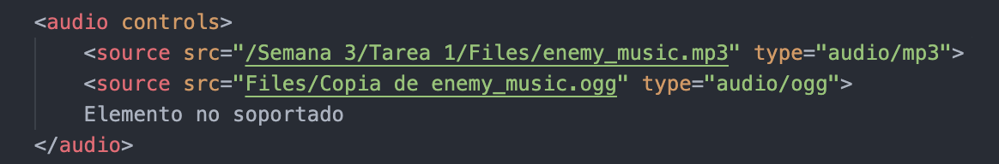 <audio controls>
<source src="/Semana 3/Tarea 1/Files/enemy_music.mp3" type="audio/mp3">
<source src="Files/Copia de enemy_music.ogg" type="audio/ogg">
Elemento no soportado
</audio>